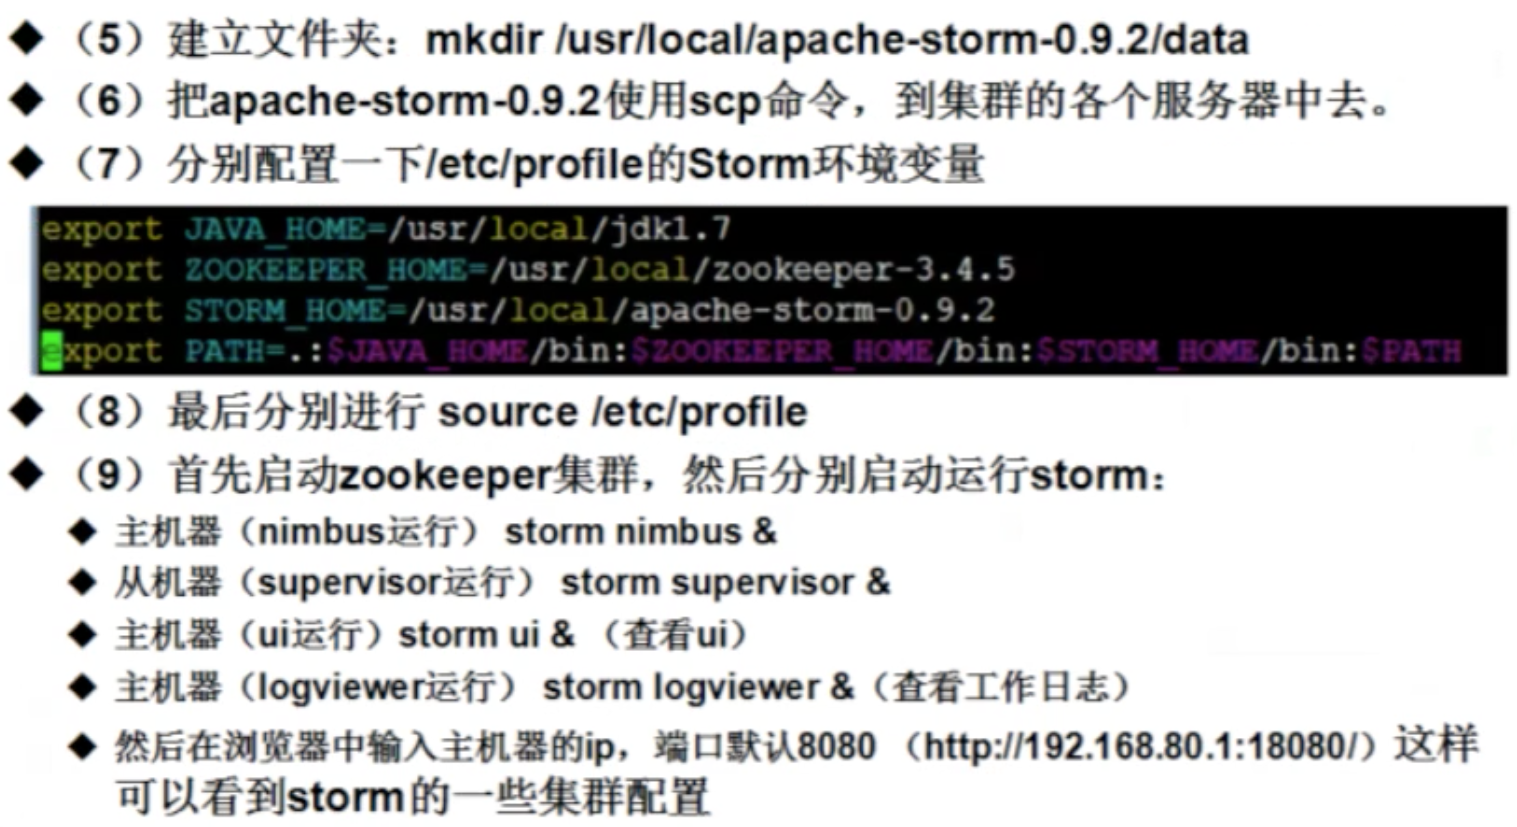 ◆（5）建立文件夹：mkdir /usr/local/apache-storm-0.9.2/data
◆（6）把apache-storm-0.9.2使用scp命令，到集群的各个服务器中去。
◆（7）分别配置一下/etc/profile的Storm环境变量
export JAVA_HOME=/usr/local/jdk1.7
export ZOOKEEPER_HOME=/usr/local/zookeeper-3.4.5
export STORM_HOME=/usr/local/apache-storm-0.9.2
export PATH=.:$JAVA_HOME/bin:$ZOOKEEPER_HOME/bin:$STORM_HOME/bin:$PATH
◆（8）最后分别进行 source /etc/profile
◆（9）首先启动zookeeper集群，然后分别启动运行storm：
◆ 主机器（nimbus运行） storm nimbus &
◆ 从机器（supervisor运行） storm supervisor &
◆ 主机器（ui运行）storm ui & （查看ui）
◆ 主机器（logviewer运行） storm logviewer &（查看工作日志）
◆ 然后在浏览器中输入主机器的ip，端口默认8080 （http://192.168.80.1:18080/）这样
可以看到storm的一些集群配置